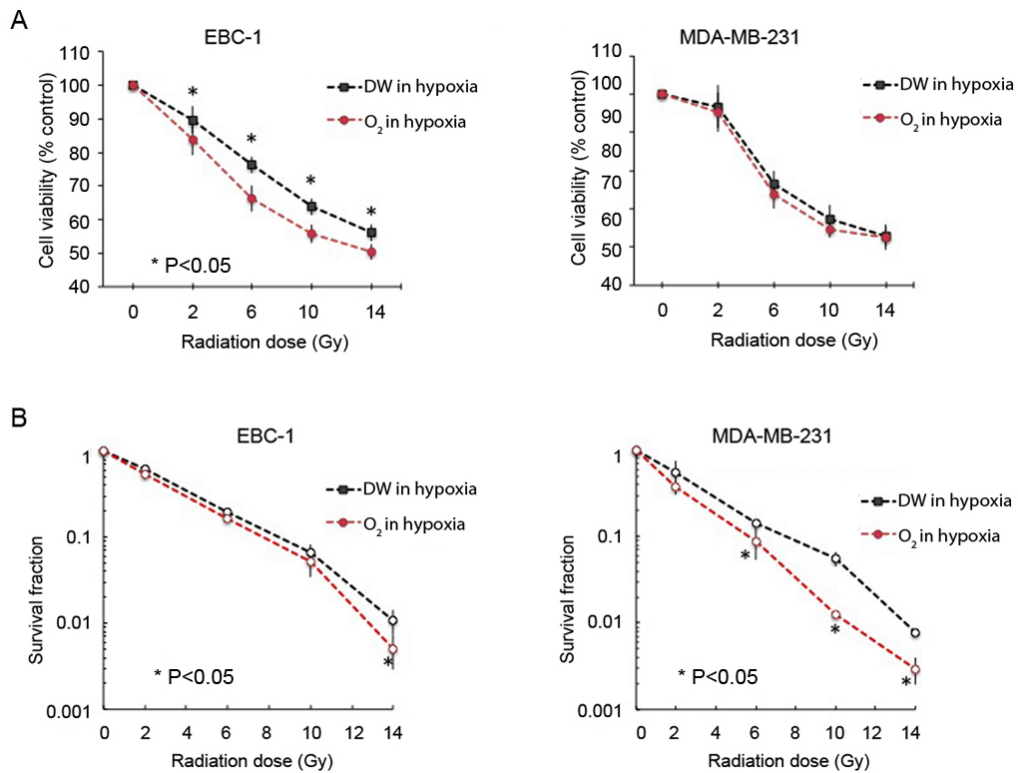 A
EBC-1
110
100
90
80
70
60
50
40
Cell viability (% control)
DW in hypoxia
O2 in hypoxia
*
*
*
*
* P<0.05
0 2 6 10 14
Radiation dose (Gy)
MDA-MB-231
110
100
80
70
60
50
40
Cell viability (% control)
DW in hypoxia
O2 in hypoxia
0 2 6 10 14
Radiation dose (Gy)
B
EBC-1
1
0.1
0.01
0.001
Survival fraction
DW in hypoxia
O2 in hypoxia
*
* P<0.05
0 2 4 6 8 10 12 14
Radiation dose (Gy)
MDA-MB-231
1
0.1
0.01
0.001
Survival fraction
DW in hypoxia
O2 in hypoxia
*
*
*
* P<0.05
0 2 4 6 8 10 12 14
Radiation dose (Gy)